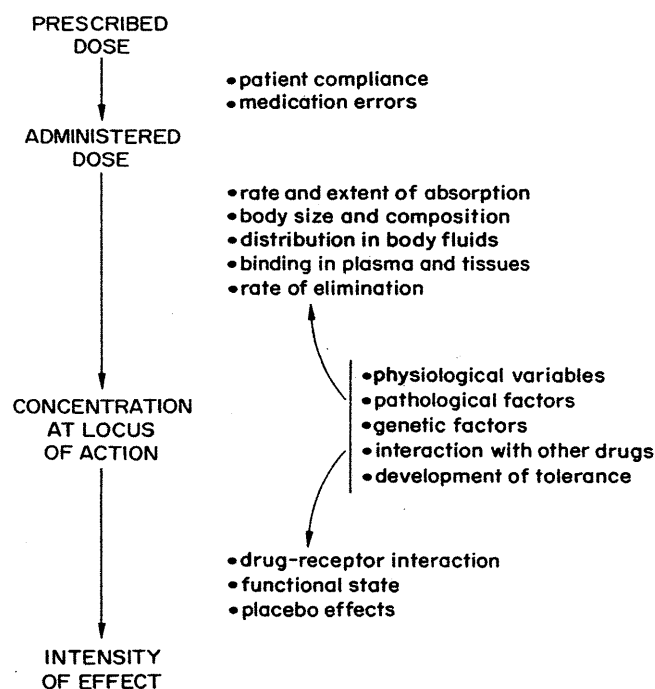 PRESCRIBED
DOSE
•patient compliance
•medication errors
ADMINISTERED
DOSE
•rate and extent of absorption
•body size and composition
•distribution in body fluids
•binding in plasma and tissues
•rate of elimination
•physiological variables
•pathological factors
•genetic factors
•interaction with other drugs
•development of tolerance
CONCENTRATION
AT LOCUS
OF ACTION
•drug-receptor interaction
•functional state
•placebo effects
INTENSITY
OF EFFECT